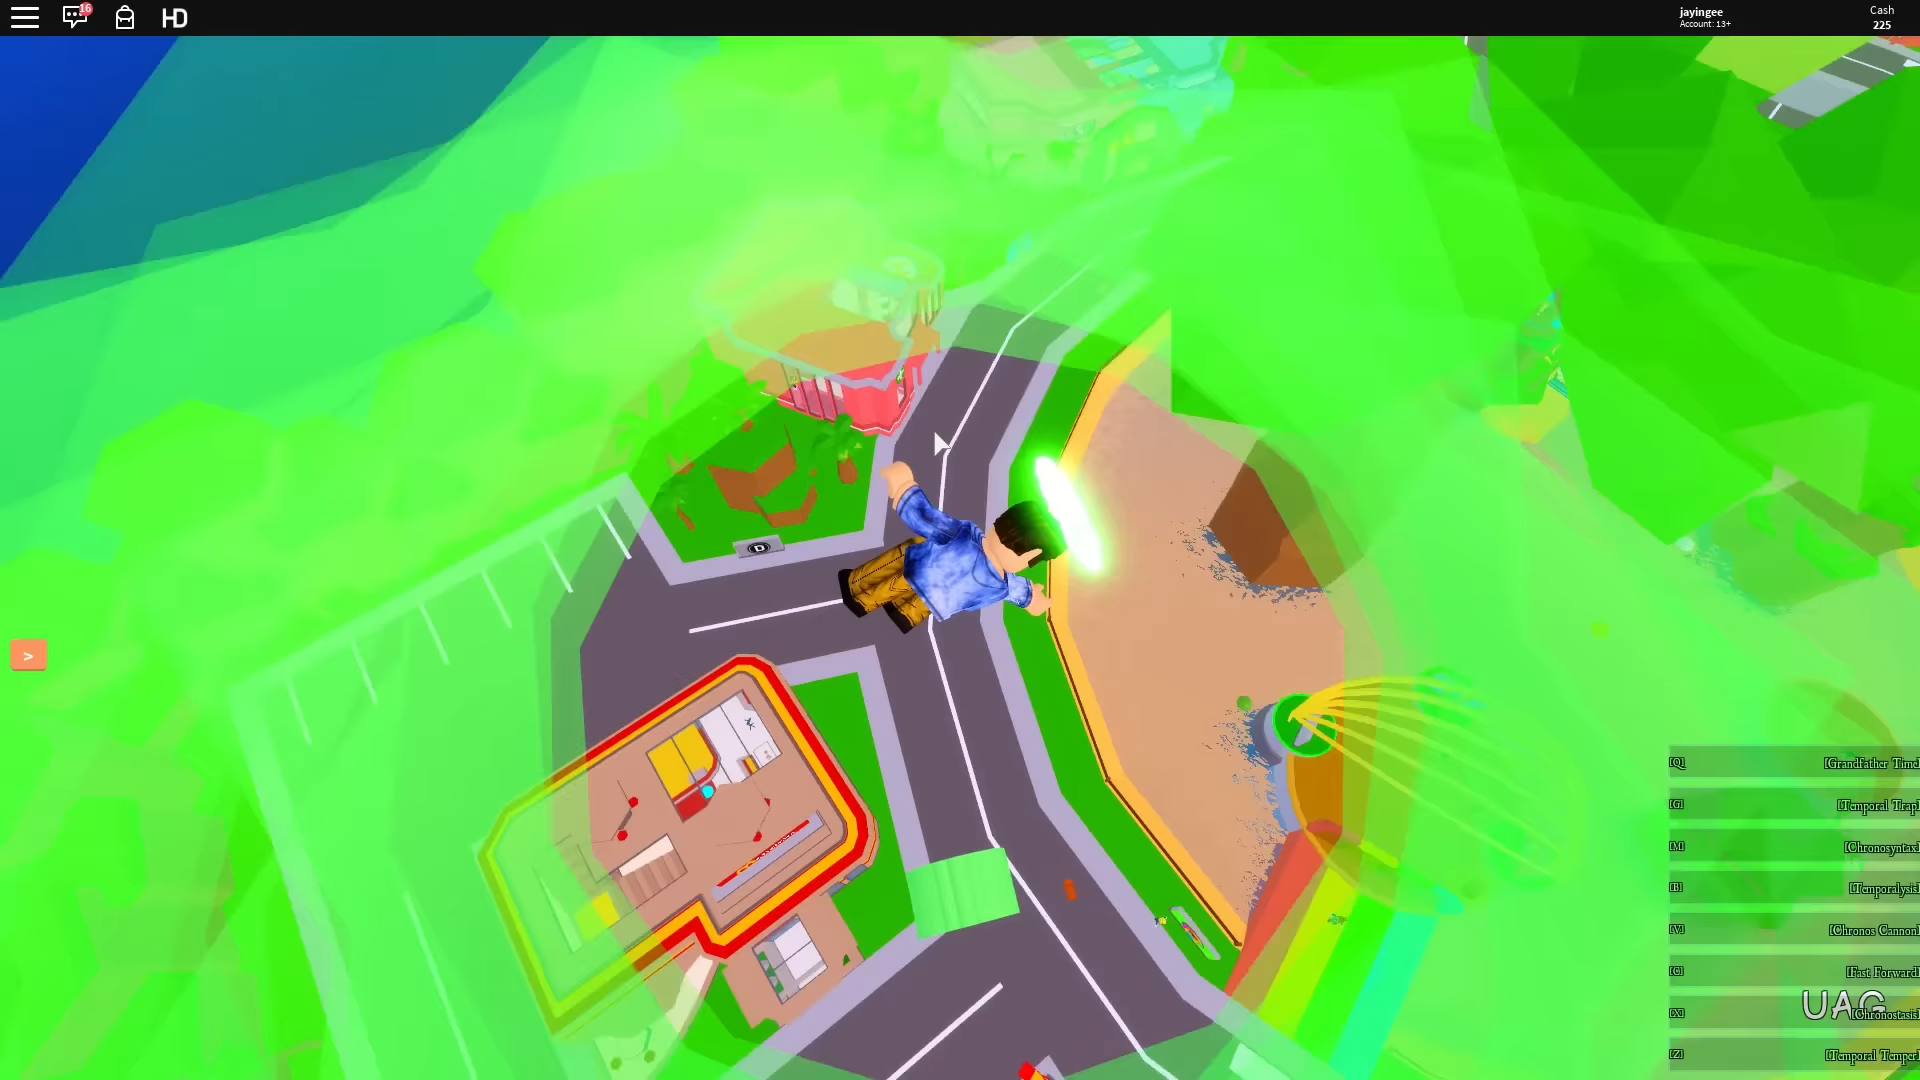 16
HD
jayingee
Account: 13+
Cash
225
D
>
[Q] [Grandfather Time]
[G] [Temporal Trap]
[M] [Chronosyntax]
[B] [Temporalysis]
[V] [Chronos Cannon]
[C] [Fast Forward]
UAG
[X] [Chronostasis]
[Z] [Temporal Temper]